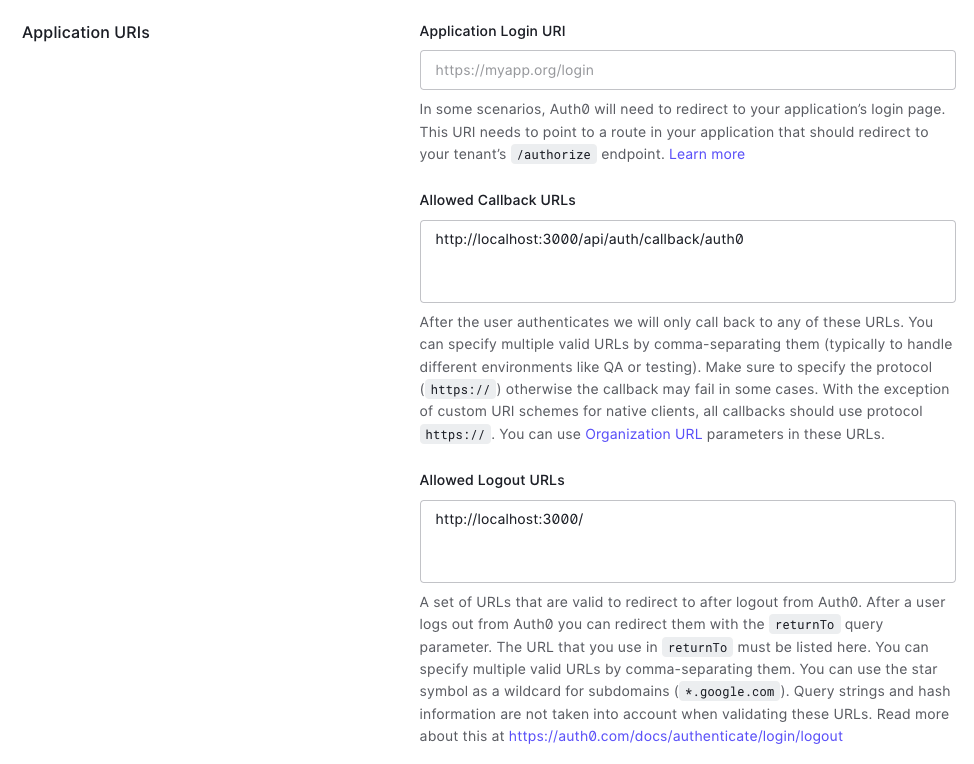 Application URIs
Application Login URI
https://myapp.org/login
In some scenarios, Auth0 will need to redirect to your application’s login page.
This URI needs to point to a route in your application that should redirect to
your tenant’s /authorize endpoint. Learn more
Allowed Callback URLs
http://localhost:3000/api/auth/callback/auth0
After the user authenticates we will only call back to any of these URLs. You
can specify multiple valid URLs by comma-separating them (typically to handle
different environments like QA or testing). Make sure to specify the protocol
( https:// ) otherwise the callback may fail in some cases. With the exception
of custom URI schemes for native clients, all callbacks should use protocol
https:// . You can use Organization URL parameters in these URLs.
Allowed Logout URLs
http://localhost:3000/
A set of URLs that are valid to redirect to after logout from Auth0. After a user
logs out from Auth0 you can redirect them with the returnTo query
parameter. The URL that you use in returnTo must be listed here. You can
specify multiple valid URLs by comma-separating them. You can use the star
symbol as a wildcard for subdomains ( *.google.com ). Query strings and hash
information are not taken into account when validating these URLs. Read more
about this at https://auth0.com/docs/authenticate/login/logout